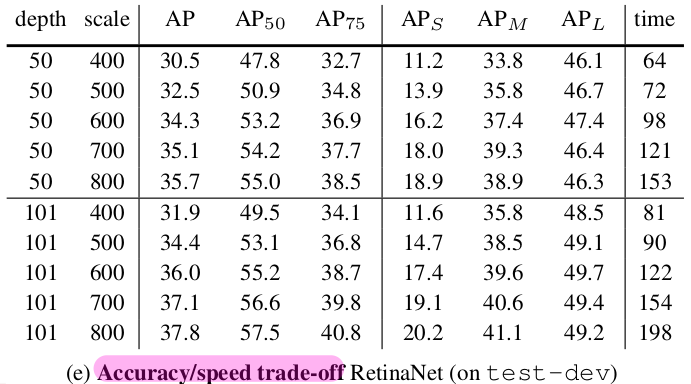 depth scale AP AP50 AP75 APS APM APL time
50 400 30.5 47.8 32.7 11.2 33.8 46.1 64
50 500 32.5 50.9 34.8 13.9 35.8 46.7 72
50 600 34.3 53.2 36.9 16.2 37.4 47.4 98
50 700 35.1 54.2 37.7 18.0 39.3 46.4 121
50 800 35.7 55.0 38.5 18.9 38.9 46.3 153
101 400 31.9 49.5 34.1 11.6 35.8 48.5 81
101 500 34.4 53.1 36.8 14.7 38.5 49.1 90
101 600 36.0 55.2 38.7 17.4 39.6 49.7 122
101 700 37.1 56.6 39.8 19.1 40.6 49.4 154
101 800 37.8 57.5 40.8 20.2 41.1 49.2 198
(e) Accuracy/speed trade-off RetinaNet (on test-dev)